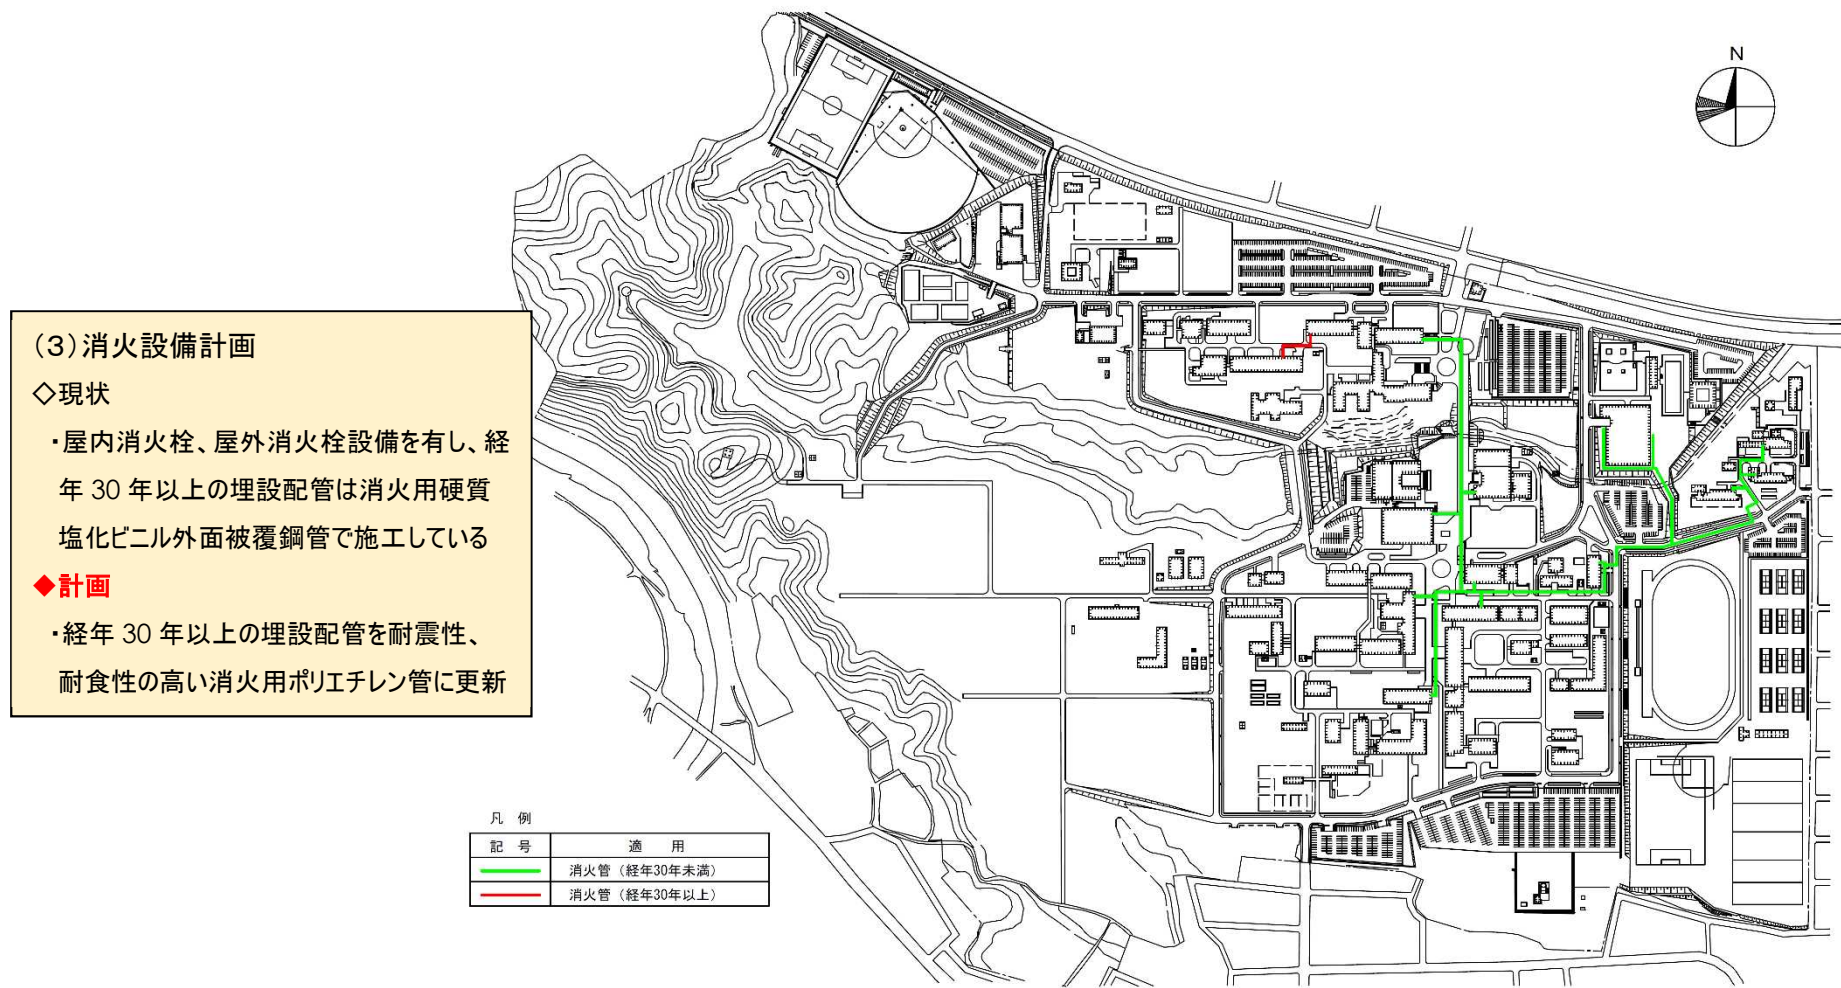 N
(3)消火設備計画
◇現状
・屋内消火栓、屋外消火栓設備を有し、経
年 30 年以上の埋設配管は消火用硬質
塩化ビニル外面被覆鋼管で施工している
◆計画
・経年 30 年以上の埋設配管を耐震性、
耐食性の高い消火用ポリエチレン管に更新
凡 例
記 号 適 用
消火管（経年30年未満）
消火管（経年30年以上）